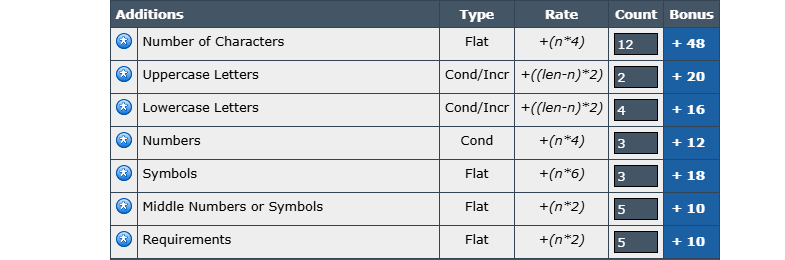 Additions Type Rate Count Bonus
Number of Characters Flat +(n*4) 12 + 48
Uppercase Letters Cond/Incr +((len-n)*2) 2 + 20
Lowercase Letters Cond/Incr +((len-n)*2) 4 + 16
Numbers Cond +(n*4) 3 + 12
Symbols Flat +(n*6) 3 + 18
Middle Numbers or Symbols Flat +(n*2) 5 + 10
Requirements Flat +(n*2) 5 + 10